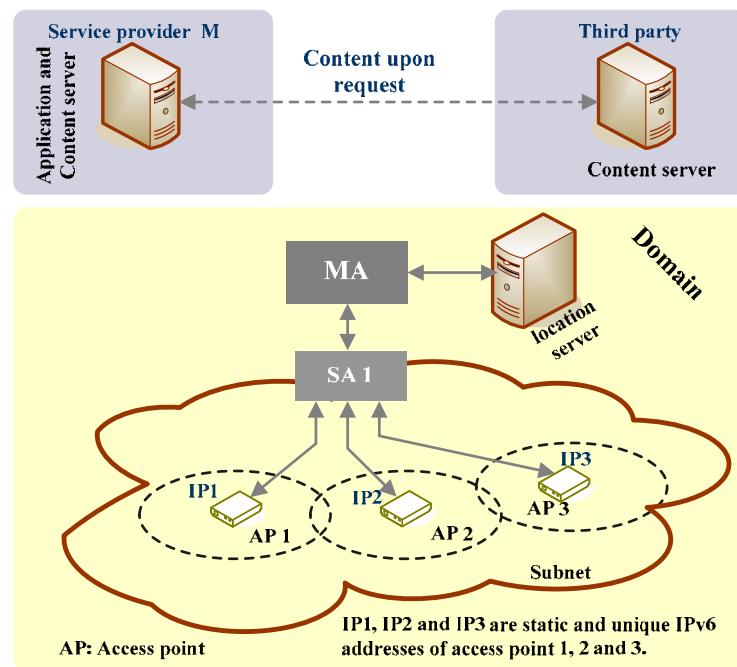 Service provider M
Application and
Content server
Content upon
request
Third party
Content server
Domain
MA
location
server
SA 1
IP1
AP 1
IP2
AP 2
IP3
AP 3
Subnet
AP: Access point
IP1, IP2 and IP3 are static and unique IPv6
addresses of access point 1, 2 and 3.